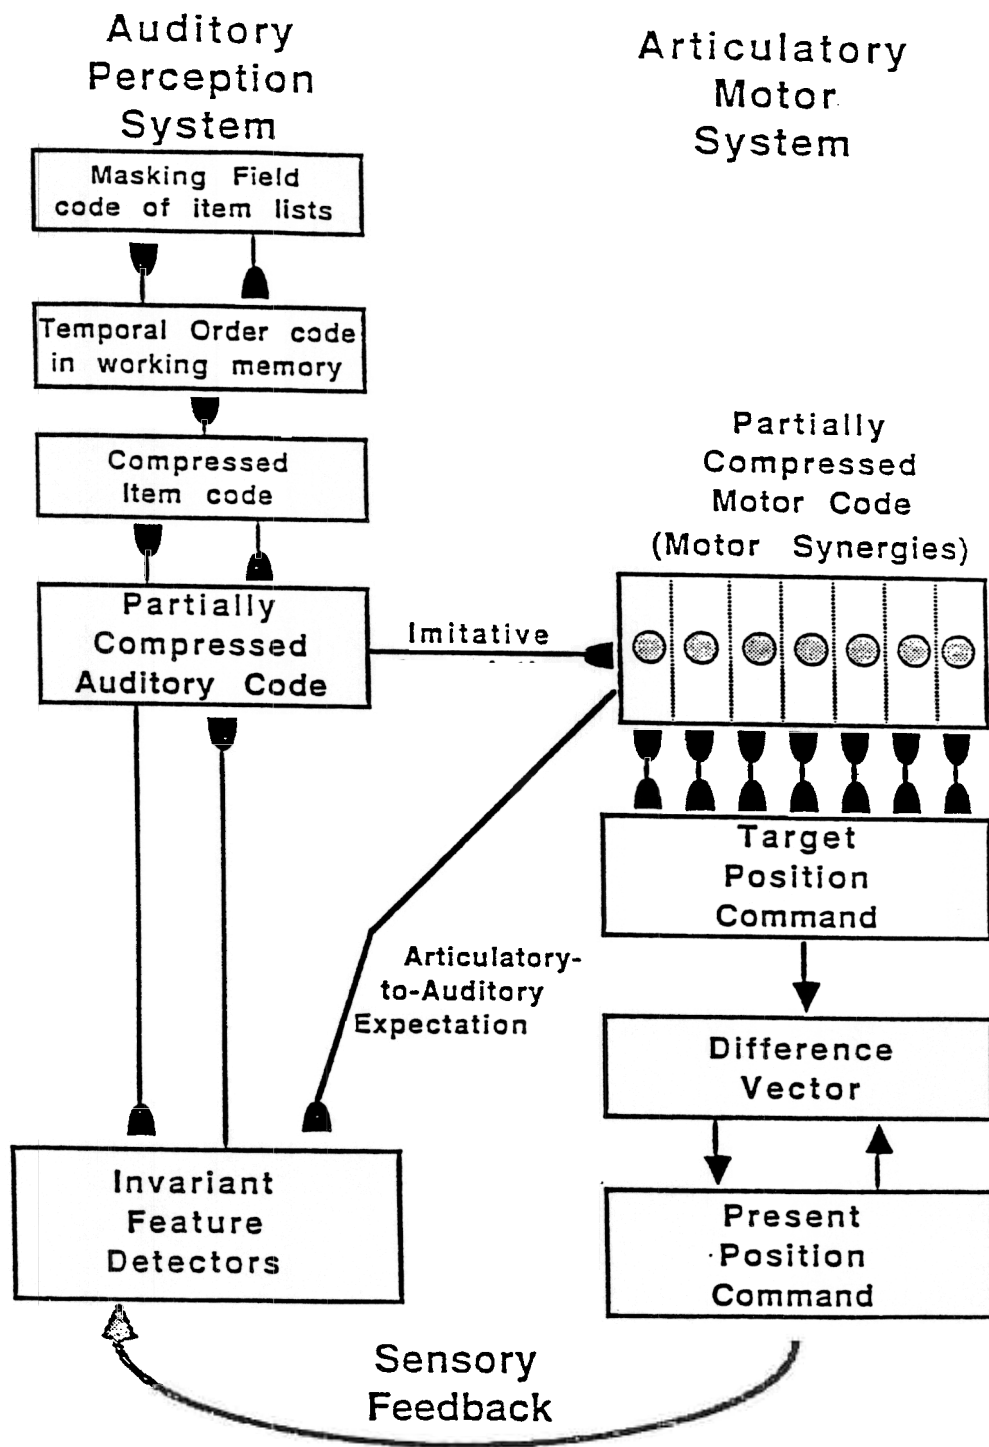 Auditory
Perception
System
Articulatory
Motor
System
Masking Field
code of item lists
Temporal Order code
in working memory
Compressed
Item code
Partially
Compressed
Auditory Code
Imitative
Partially
Compressed
Motor Code
(Motor Synergies)
Target
Position
Command
Articulatory-
to-Auditory
Expectation
Difference
Vector
Invariant
Feature
Detectors
Present
Position
Command
Sensory
Feedback